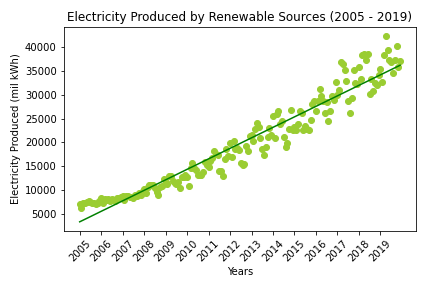 Electricity Produced by Renewable Sources (2005 - 2019)
Electricity Produced (mil kWh)
40000
35000
30000
25000
20000
15000
10000
5000
2005 2006 2007 2008 2009 2010 2011 2012 2013 2014 2015 2016 2017 2018 2019
Years